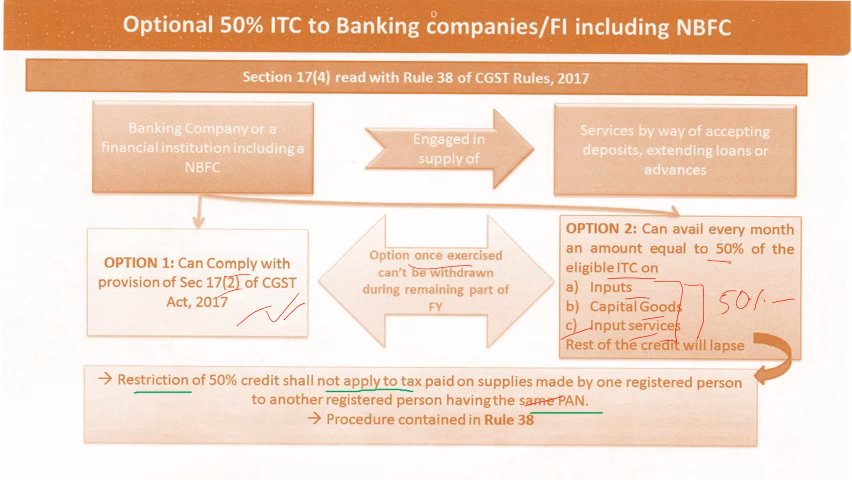 Optional 50% ITC to Banking companies/FI including NBFC
Section 17(4) read with Rule 38 of CGST Rules, 2017
Banking Company or a
financial institution including a
NBFC
Engaged in
supply of
Services by way of accepting
deposits, extending loans or
advances
OPTION 1: Can Comply with
provision of Sec 17(2) of CGST
Act, 2017
Option once exercised
can't be withdrawn
during remaining part of
FY
OPTION 2: Can avail every month
an amount equal to 50% of the
eligible ITC on
a) Inputs
b) Capital Goods
c) Input services
Rest of the credit will lapse
50%
→ Restriction of 50% credit shall not apply to tax paid on supplies made by one registered person
to another registered person having the same PAN.
→ Procedure contained in Rule 38